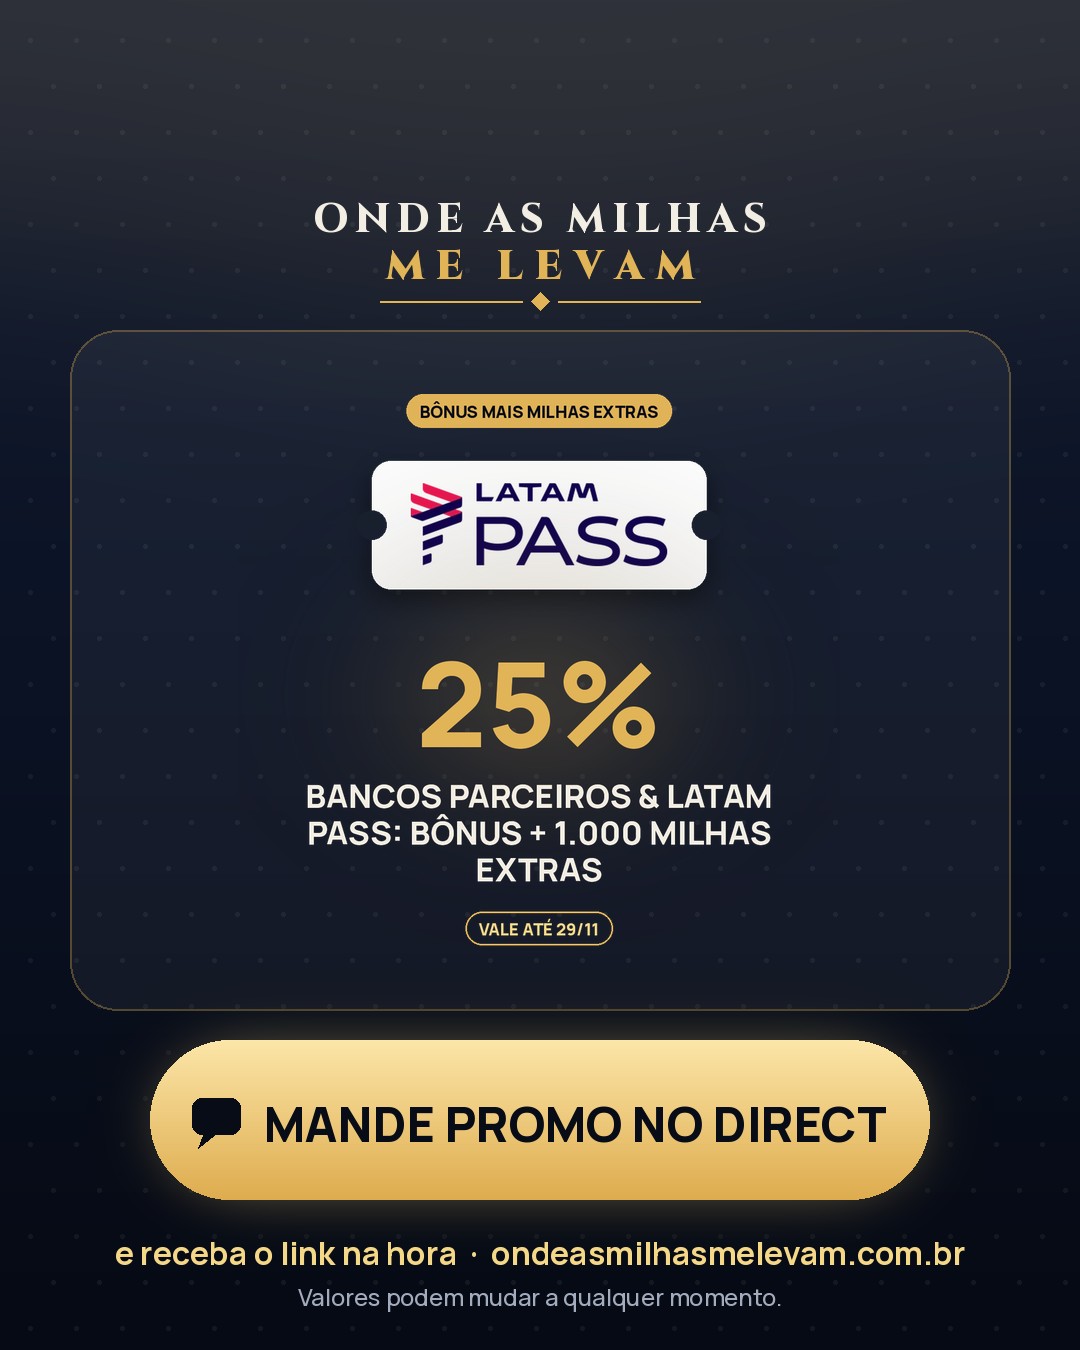 ONDE AS MILHAS
ME LEVAM
BÔNUS MAIS MILHAS EXTRAS
LATAM
PASS
25%
BANCOS PARCEIROS & LATAM
PASS: BÔNUS + 1.000 MILHAS
EXTRAS
VALE ATÉ 29/11
MANDE PROMO NO DIRECT
e receba o link na hora · ondeasmilhasmelevam.com.br
Valores podem mudar a qualquer momento.